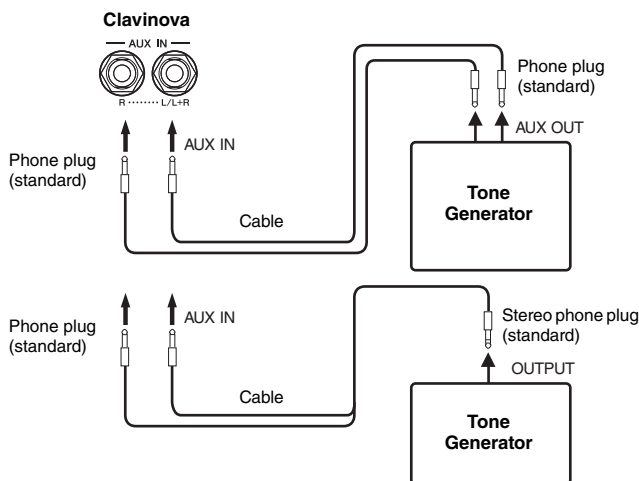 Clavinova
AUX IN
R ········ L/L+R
AUX IN
Phone plug
(standard)
Cable
Phone plug
(standard)
AUX OUT
Tone
Generator
AUX IN
Phone plug
(standard)
Cable
Stereo phone plug
(standard)
OUTPUT
Tone
Generator